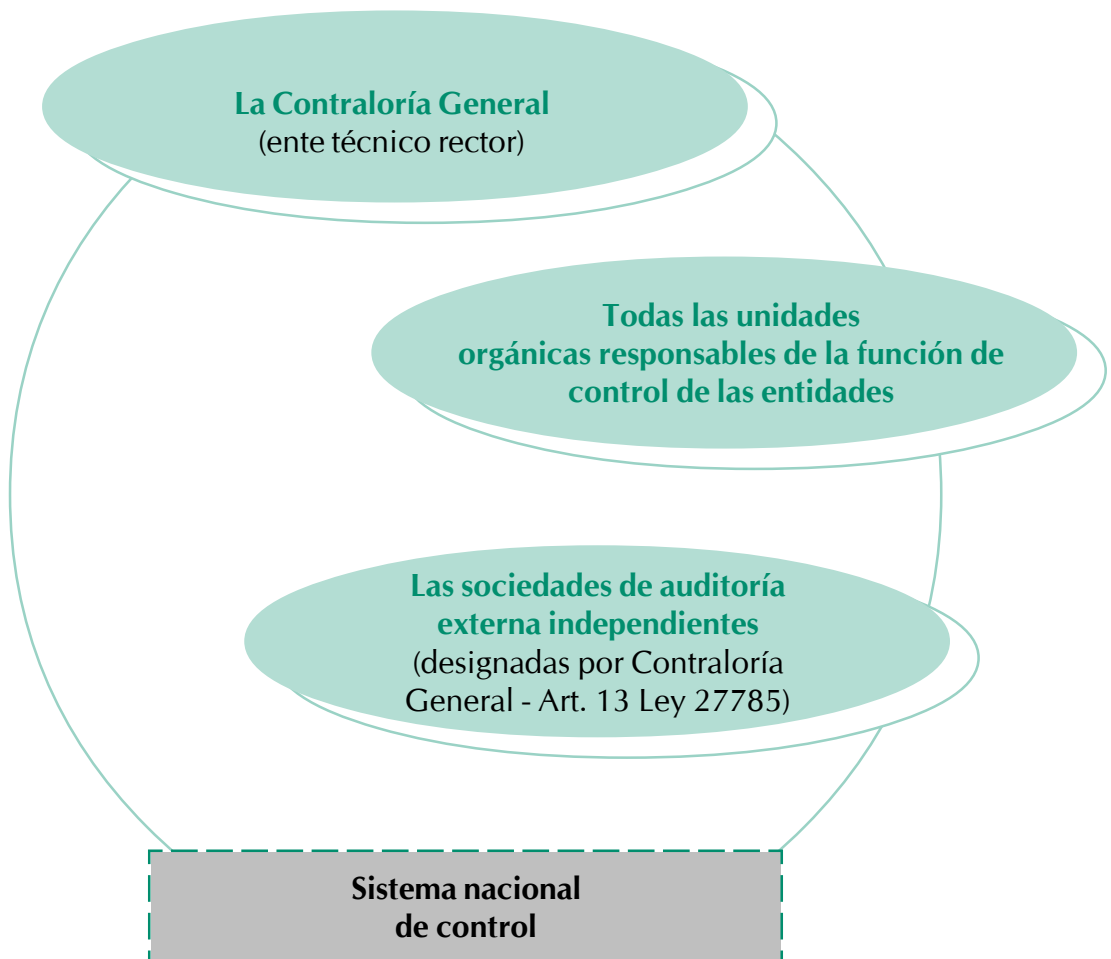 La Contraloría General
(ente técnico rector)
Todas las unidades
orgánicas responsables de la función de
control de las entidades
Las sociedades de auditoría
externa independientes
(designadas por Contraloría
General - Art. 13 Ley 27785)
Sistema nacional
de control